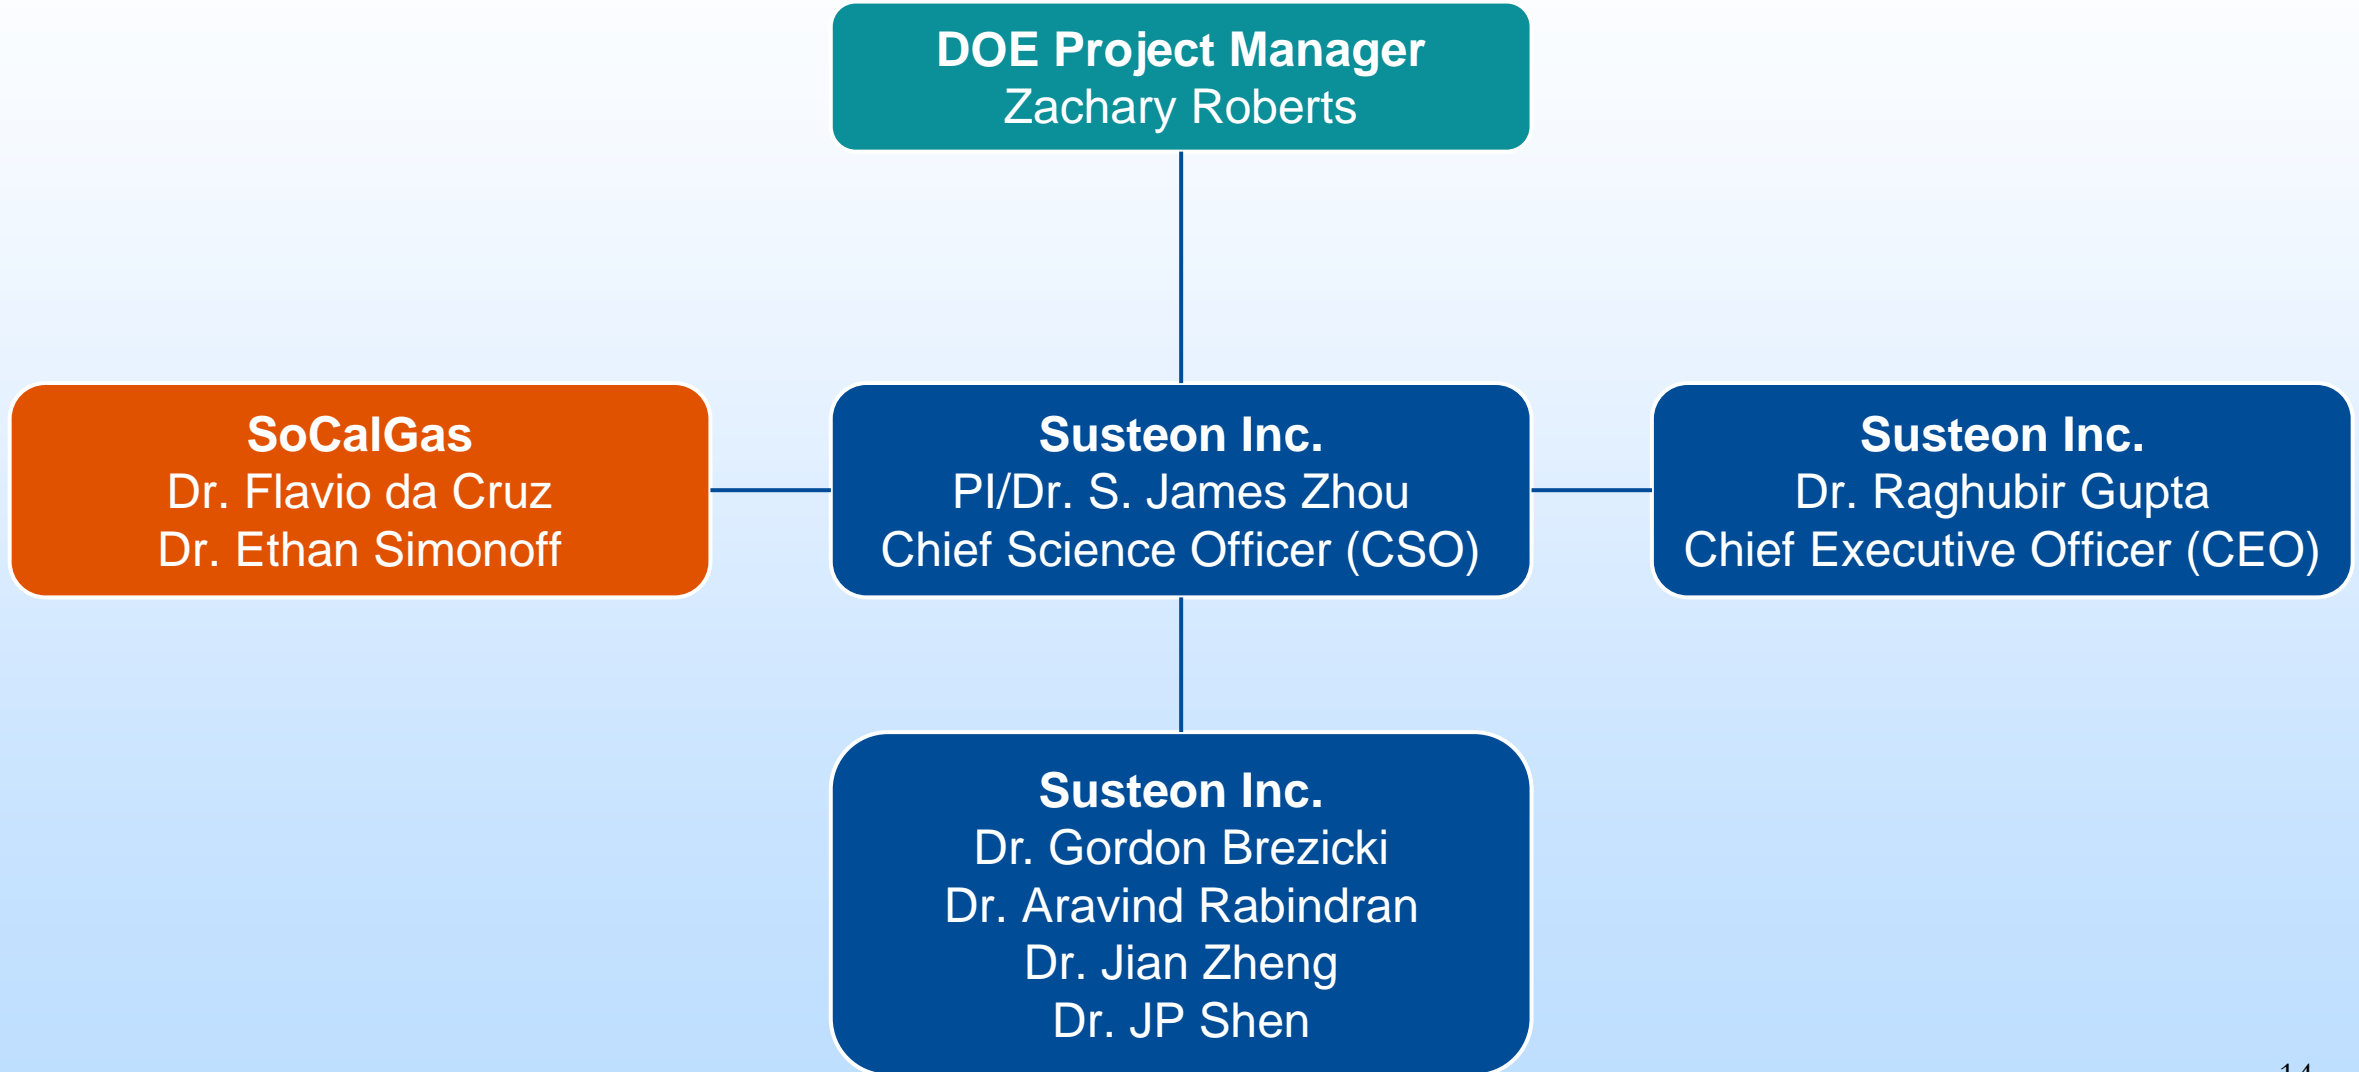 DOE Project Manager
Zachary Roberts
SoCalGas
Dr. Flavio da Cruz
Dr. Ethan Simonoff
Susteon Inc.
PI/Dr. S. James Zhou
Chief Science Officer (CSO)
Susteon Inc.
Dr. Raghubir Gupta
Chief Executive Officer (CEO)
Susteon Inc.
Dr. Gordon Brezicki
Dr. Aravind Rabindran
Dr. Jian Zheng
Dr. JP Shen
14